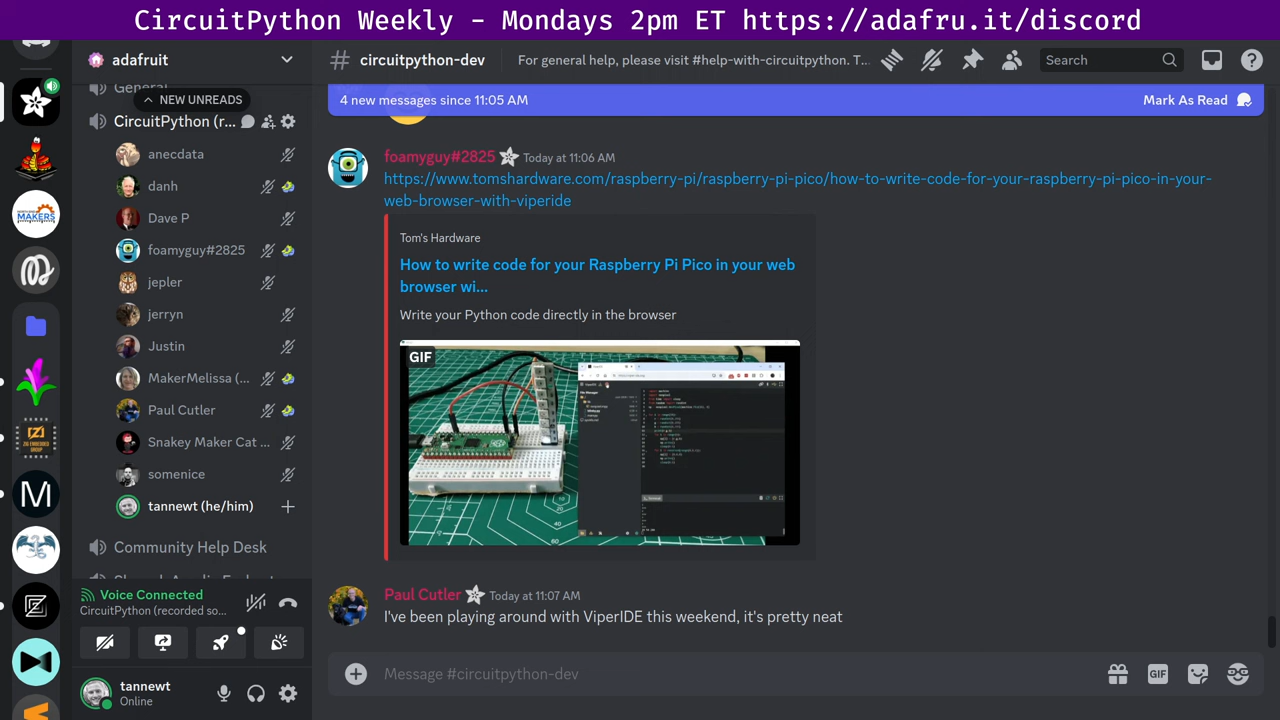 CircuitPython Weekly - Mondays 2pm ET https://adafru.it/discord
adafruit
General
NEW UNREADS
CircuitPython (r...
anecdata
danh
Dave P
foamyguy#2825
jepler
jerryn
Justin
MakerMelissa (...
Paul Cutler
Snakey Maker Cat ...
somenice
tannewt (he/him)
Community Help Desk
Voice Connected
CircuitPython (recorded so...
tannewt
Online
# circuitpython-dev
For general help, please visit #help-with-circuitpython. T...
Search
4 new messages since 11:05 AM
Mark As Read
foamyguy#2825 Today at 11:06 AM
https://www.tomshardware.com/raspberry-pi/raspberry-pi-pico/how-to-write-code-for-your-raspberry-pi-pico-in-your-
web-browser-with-viperide
Tom's Hardware
How to write code for your Raspberry Pi Pico in your web
browser wi...
Write your Python code directly in the browser
GIF
Paul Cutler Today at 11:07 AM
I've been playing around with ViperIDE this weekend, it's pretty neat
Message #circuitpython-dev
GIF